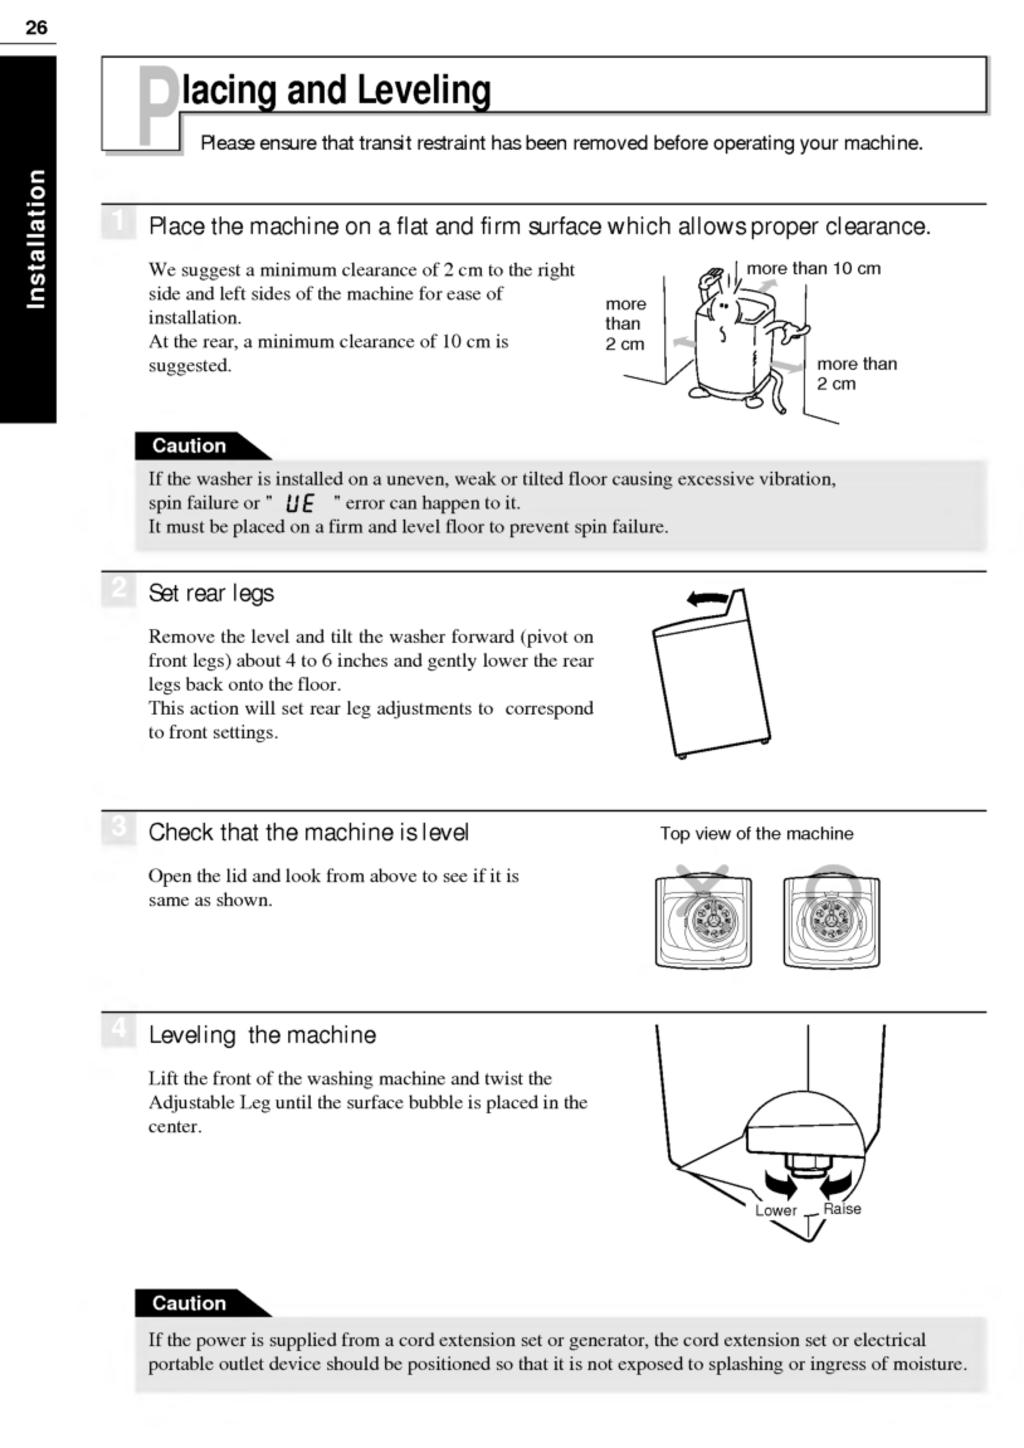 26
Installation
Placing and Leveling
Please ensure that transit restraint has been removed before operating your machine.
1
Place the machine on a flat and firm surface which allows proper clearance.
We suggest a minimum clearance of 2 cm to the right
side and left sides of the machine for ease of
installation.
At the rear, a minimum clearance of 10 cm is
suggested.
more than 10 cm
more
than
2 cm
more than
2 cm
Caution
If the washer is installed on a uneven, weak or tilted floor causing excessive vibration,
spin failure or " UE " error can happen to it.
It must be placed on a firm and level floor to prevent spin failure.
2
Set rear legs
Remove the level and tilt the washer forward (pivot on
front legs) about 4 to 6 inches and gently lower the rear
legs back onto the floor.
This action will set rear leg adjustments to correspond
to front settings.
3
Check that the machine is level
Open the lid and look from above to see if it is
same as shown.
Top view of the machine
4
Leveling the machine
Lift the front of the washing machine and twist the
Adjustable Leg until the surface bubble is placed in the
center.
Lower Raise
Caution
If the power is supplied from a cord extension set or generator, the cord extension set or electrical
portable outlet device should be positioned so that it is not exposed to splashing or ingress of moisture.